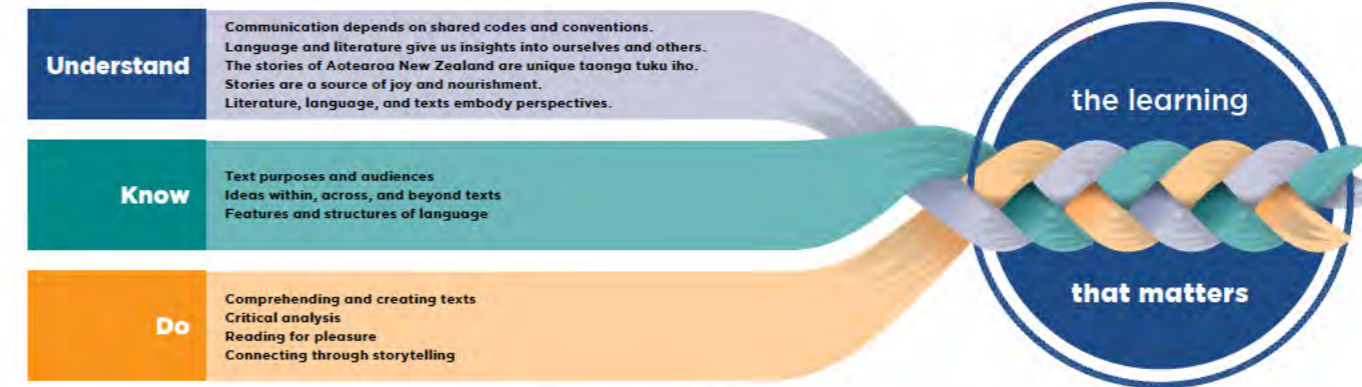 Understand
Communication depends on shared codes and conventions.
Language and literature give us insights into ourselves and others.
The stories of Aotearoa New Zealand are unique taonga tuku iho.
Stories are a source of joy and nourishment.
Literature, language, and texts embody perspectives.
Know
Text purposes and audiences
Ideas within, across, and beyond texts
Features and structures of language
Do
Comprehending and creating texts
Critical analysis
Reading for pleasure
Connecting through storytelling
the learning
that matters